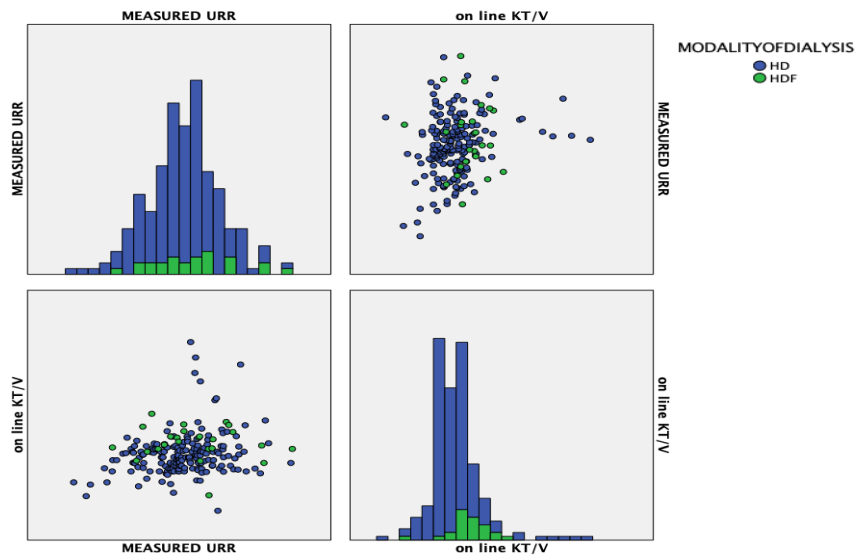 MEASURED URR
on line KT/V
MODALITYOFDIALYSIS
HD
HDF
MEASURED URR
MEASURED URR
on line KT/V
on line KT/V
MEASURED URR
on line KT/V